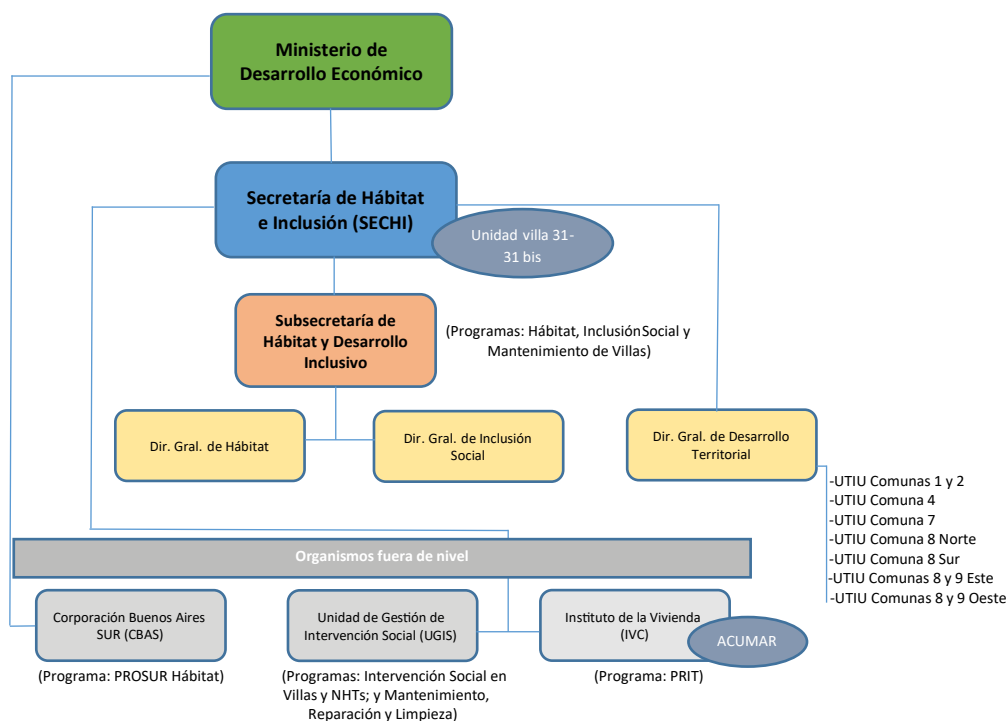 Ministerio de
Desarrollo Económico
Secretaría de Hábitat
e Inclusión (SECHI)
Unidad villa 31-
31 bis
Subsecretaría de
Hábitat y Desarrollo
Inclusivo
(Programas: Hábitat, Inclusión Social y
Mantenimiento de Villas)
Dir. Gral. de Hábitat
Dir. Gral. de Inclusión
Social
Dir. Gral. de Desarrollo
Territorial
-UTIU Comunas 1 y 2
-UTIU Comuna 4
-UTIU Comuna 7
-UTIU Comuna 8 Norte
-UTIU Comuna 8 Sur
-UTIU Comunas 8 y 9 Este
-UTIU Comunas 8 y 9 Oeste
Organismos fuera de nivel
Corporación Buenos Aires
SUR (CBAS)
Unidad de Gestión de
Intervención Social (UGIS)
Instituto de la Vivienda
(IVC)
ACUMAR
(Programa: PROSUR Hábitat)
(Programas: Intervención Social en
Villas y NHTs; y Mantenimiento,
Reparación y Limpieza)
(Programa: PRIT)